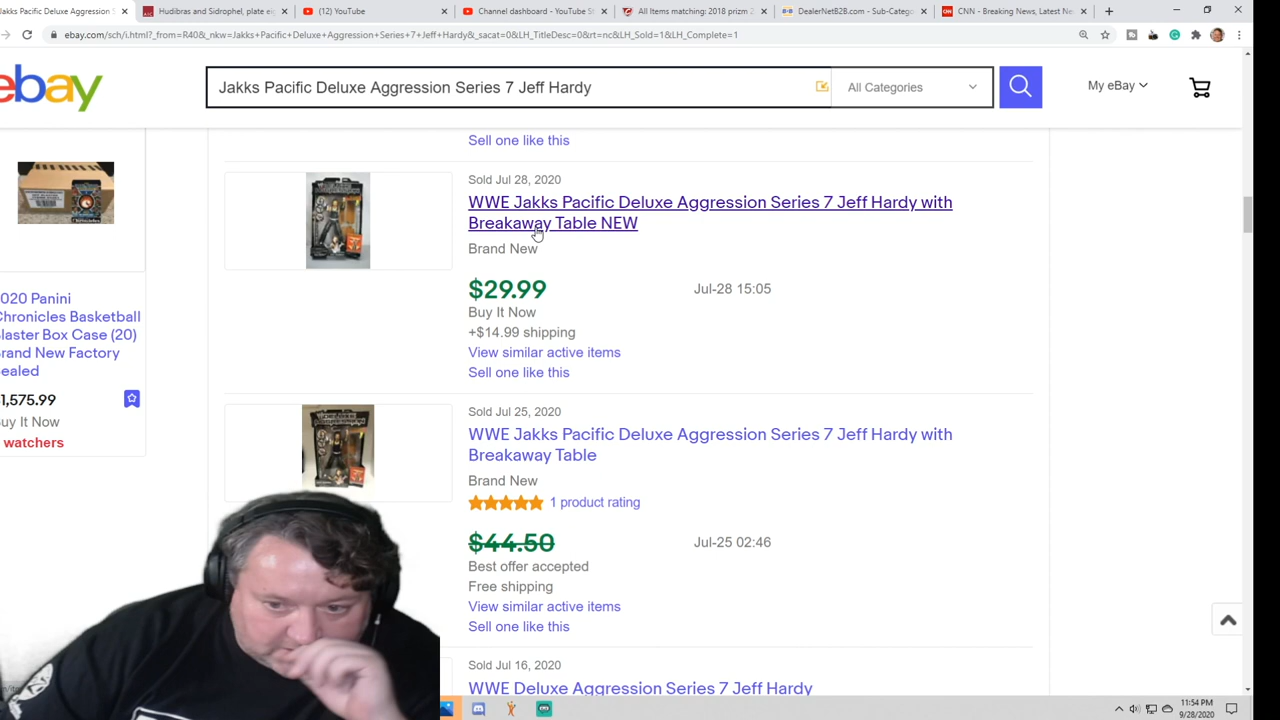 Jakks Pacific Deluxe Aggression S
Hudibras and Sidrophel, plate eig
(12) YouTube
Channel dashboard - YouTube St
All Items matching: 2018 prizm 2
DealerNetB2B.com - Sub-Catego
CNN - Breaking News, Latest Ne
ebay.com/sch/i.html?_from=R40&_nkw=Jakks+Pacific+Deluxe+Aggression+Series+7+Jeff+Hardy&_sacat=0&LH_TitleDesc=0&rt=nc&LH_Sold=1&LH_Complete=1
ebay
Jakks Pacific Deluxe Aggression Series 7 Jeff Hardy
All Categories
My eBay
Sell one like this
Sold Jul 28, 2020
WWE Jakks Pacific Deluxe Aggression Series 7 Jeff Hardy with
Breakaway Table NEW
Brand New
$29.99
Jul-28 15:05
Buy It Now
+$14.99 shipping
View similar active items
Sell one like this
020 Panini
Chronicles Basketball
laster Box Case (20)
rand New Factory
ealed
1,575.99
uy It Now
watchers
Sold Jul 25, 2020
WWE Jakks Pacific Deluxe Aggression Series 7 Jeff Hardy with
Breakaway Table
Brand New
1 product rating
$44.50
Jul-25 02:46
Best offer accepted
Free shipping
View similar active items
Sell one like this
Sold Jul 16, 2020
WWE Deluxe Aggression Series 7 Jeff Hardy
11:54 PM
9/28/2020